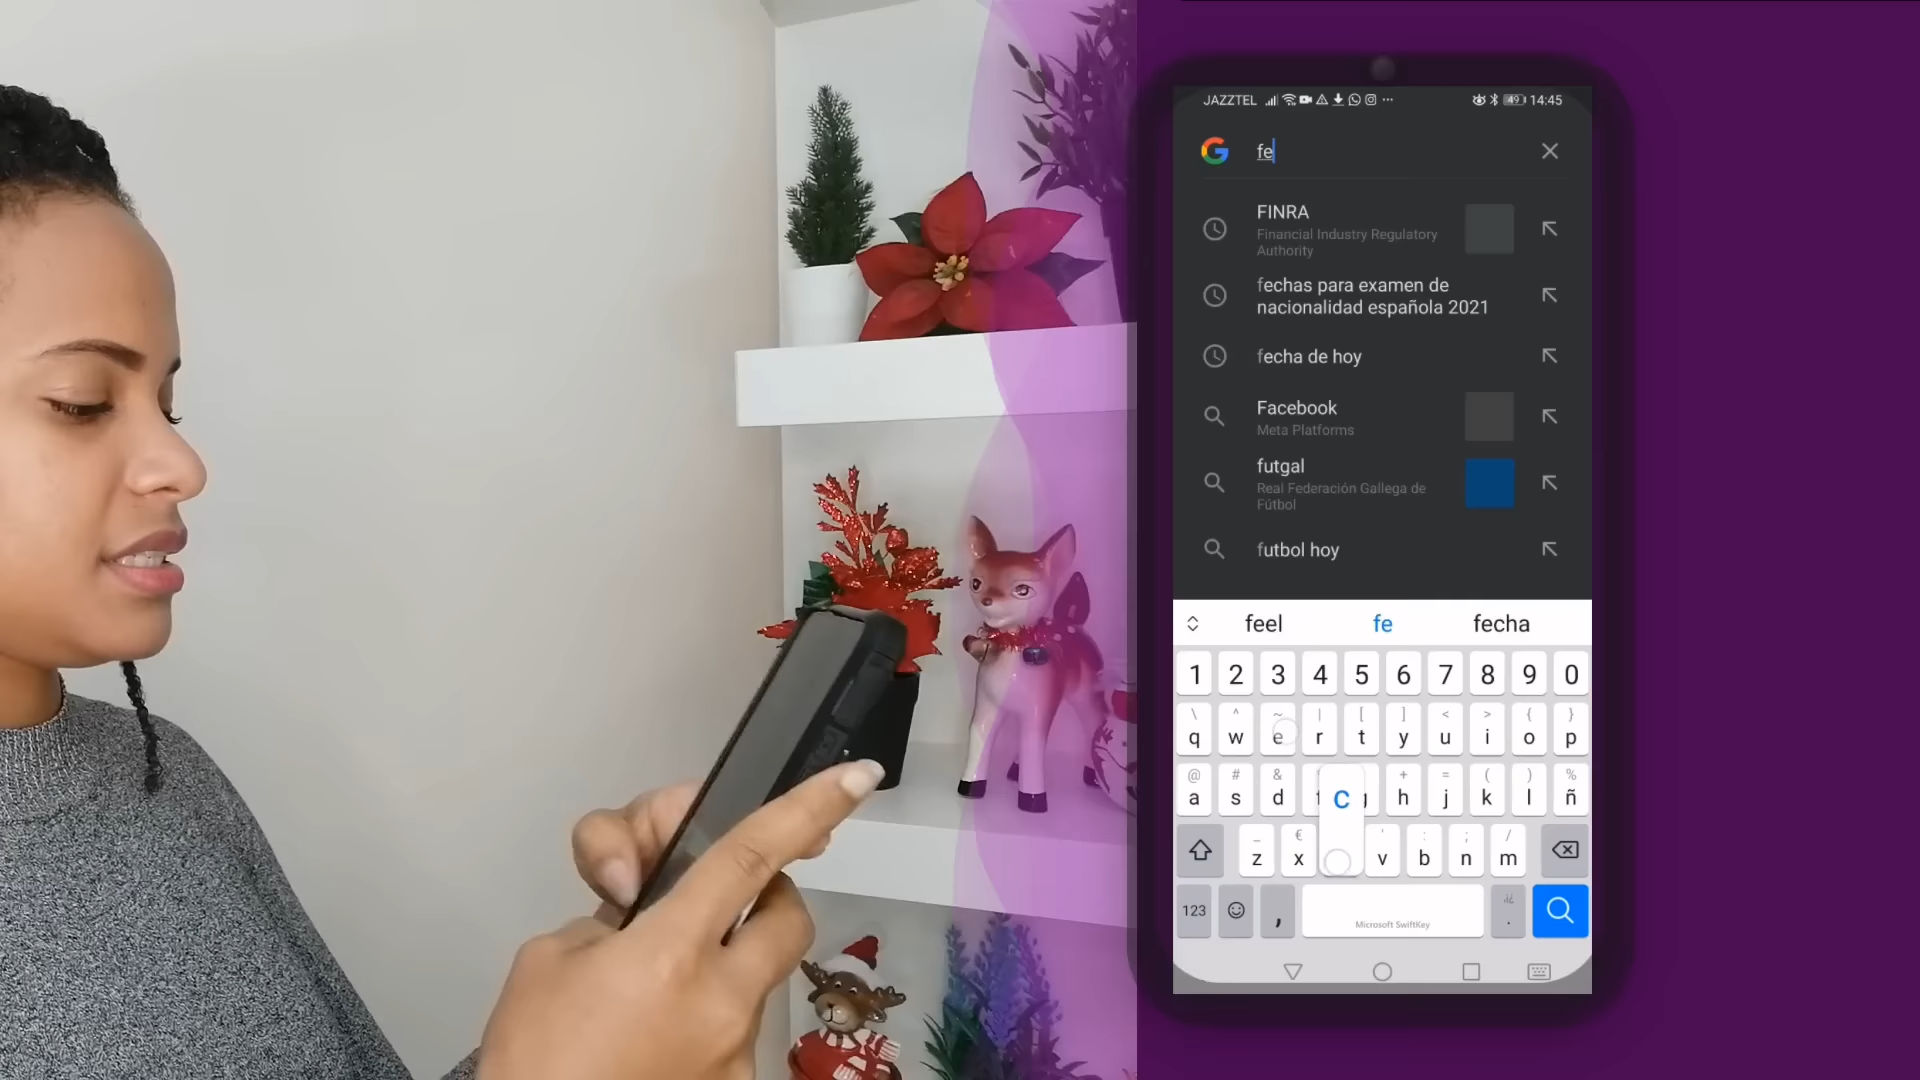 JAZZTEL 49 14:45
fe
FINRA
Financial Industry Regulatory
Authority
fechas para examen de
nacionalidad española 2021
fecha de hoy
Facebook
Meta Platforms
futgal
Real Federación Gallega de
Fútbol
futbol hoy
feel fe fecha
1 2 3 4 5 6 7 8 9 0
\ ^ ~ | [ ] < > { }
q w e r t y u i o p
@ # & + = ( ) %
a s d f g h j k l ñ
c
_ € ' : ; /
z x v b n m
123 , .
Microsoft SwiftKey